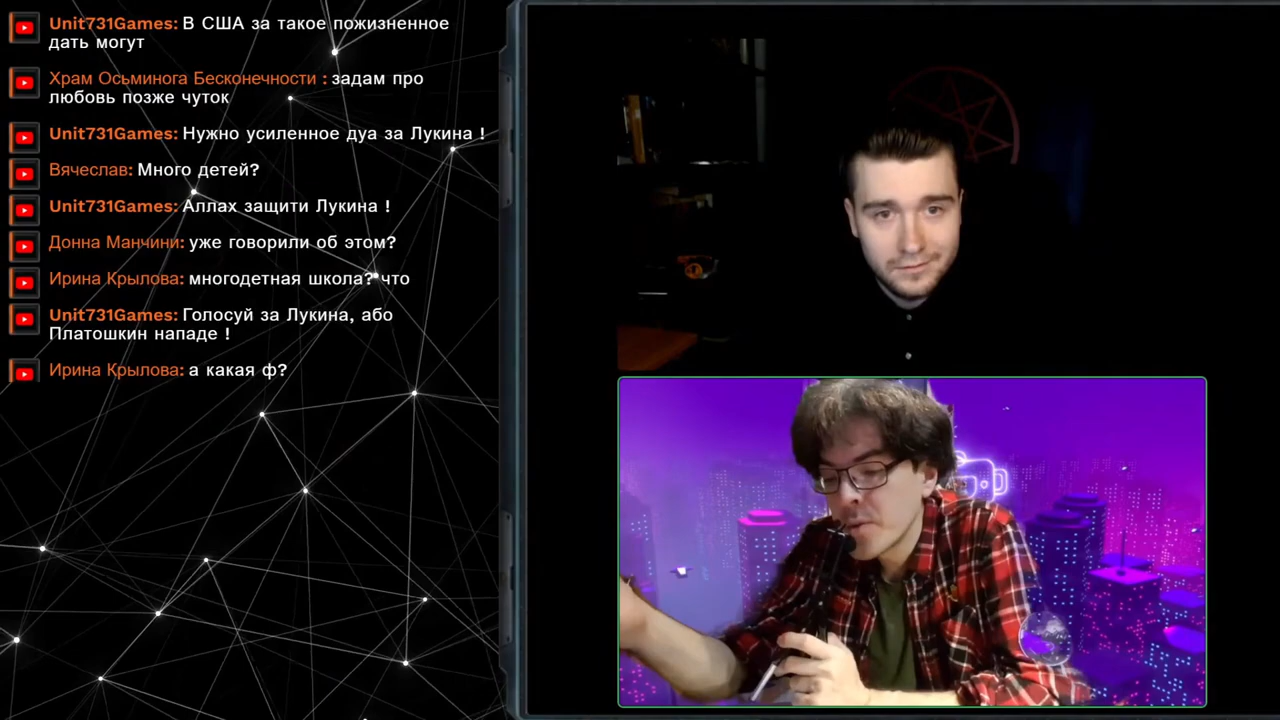 Unit731Games: В США за такое пожизненное
дать могут
Храм Осьминога Бесконечности : задам про
любовь позже чуток
Unit731Games: Нужно усиленное дуа за Лукина !
Вячеслав: Много детей?
Unit731Games: Аллах защити Лукина !
Донна Манчини: уже говорили об этом?
Ирина Крылова: многодетная школа? что
Unit731Games: Голосуй за Лукина, або
Платошкин нападе !
Ирина Крылова: а какая ф?